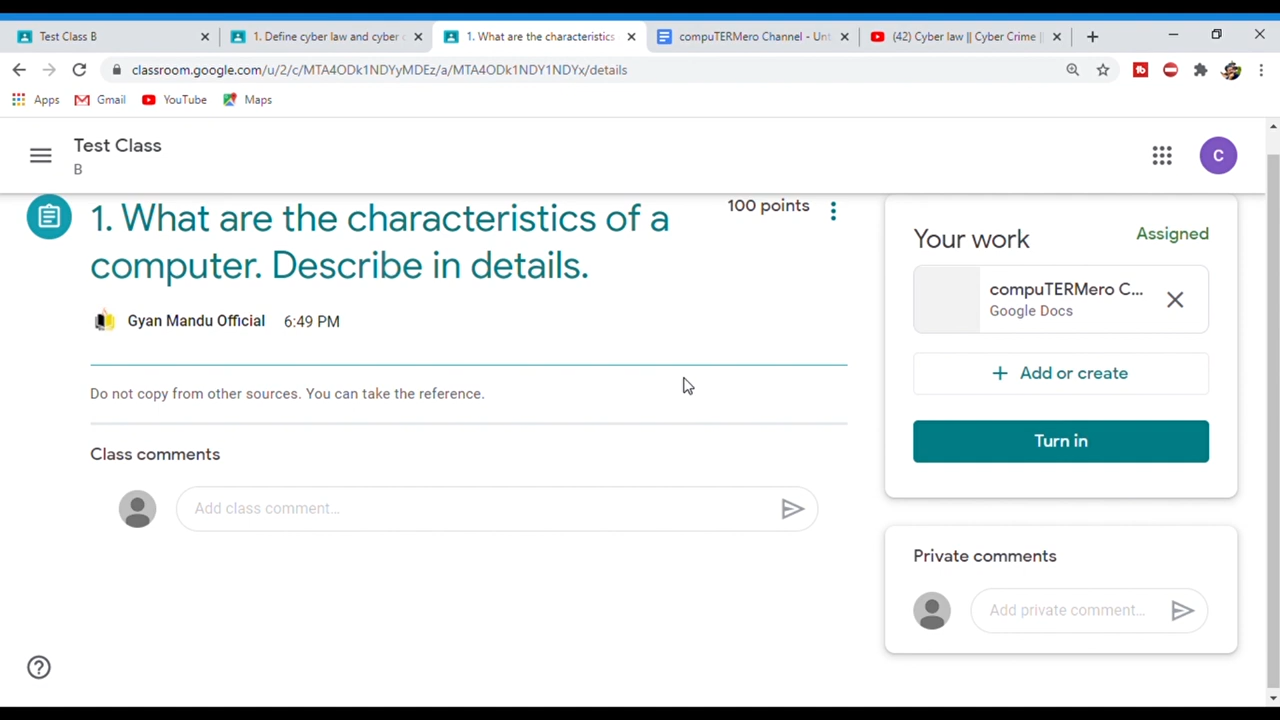 Test Class B
1. Define cyber law and cyber c
1. What are the characteristics
compuTERMero Channel - Unt
(42) Cyber law || Cyber Crime ||
classroom.google.com/u/2/c/MTA4ODk1NDYyMDEz/a/MTA4ODk1NDY1NDYx/details
Apps
Gmail
YouTube
Maps
Test Class
B
C
1. What are the characteristics of a
computer. Describe in details.
100 points
Gyan Mandu Official 6:49 PM
Do not copy from other sources. You can take the reference.
Class comments
Add class comment...
Your work
Assigned
compuTERMero C...
Google Docs
+ Add or create
Turn in
Private comments
Add private comment...